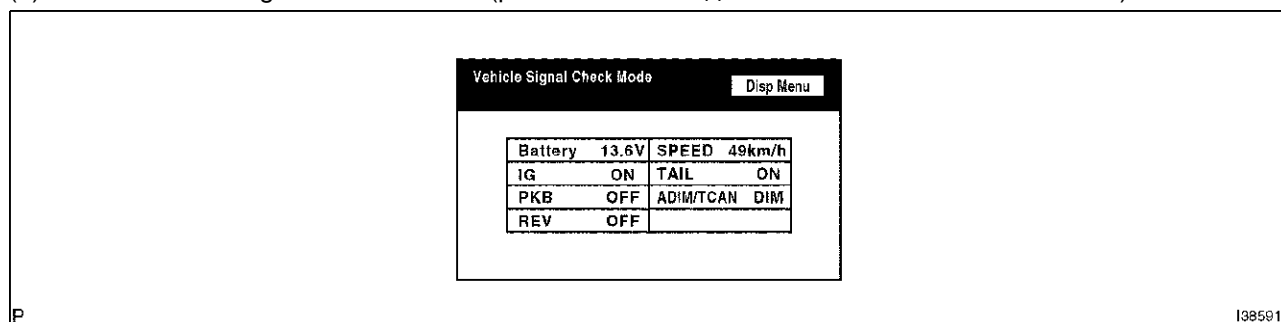 Vehicle Signal Check Mode
Disp Menu
Battery 13.6V SPEED 49km/h
IG ON TAIL ON
PKB OFF ADIM/TCAN DIM
REV OFF
P
I38591